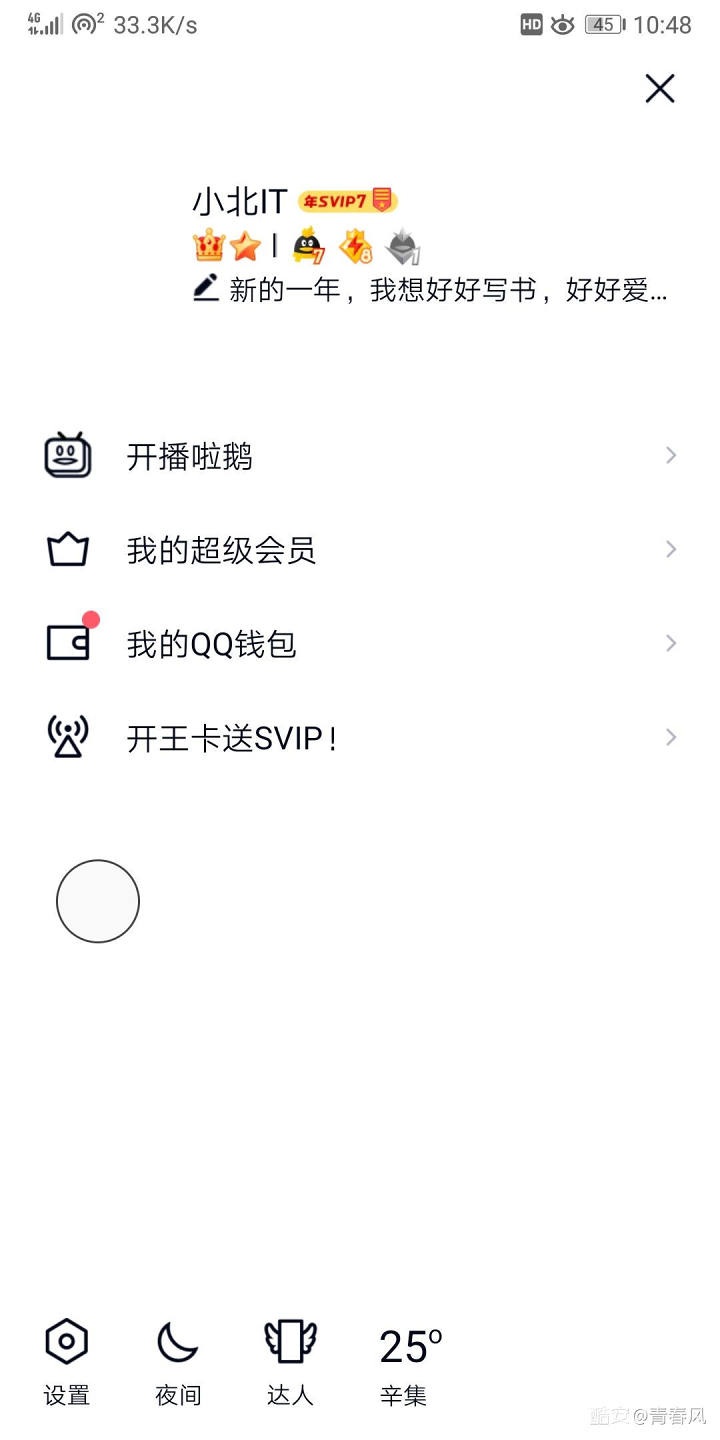 4G 2 33.3K/s HD 45 10:48
小北IT 年SVIP7
7 8 1
新的一年，我想好好写书，好好爱...
开播啦鹅
我的超级会员
我的QQ钱包
开王卡送SVIP！
25º
设置 夜间 达人 辛集
酷安@青春风